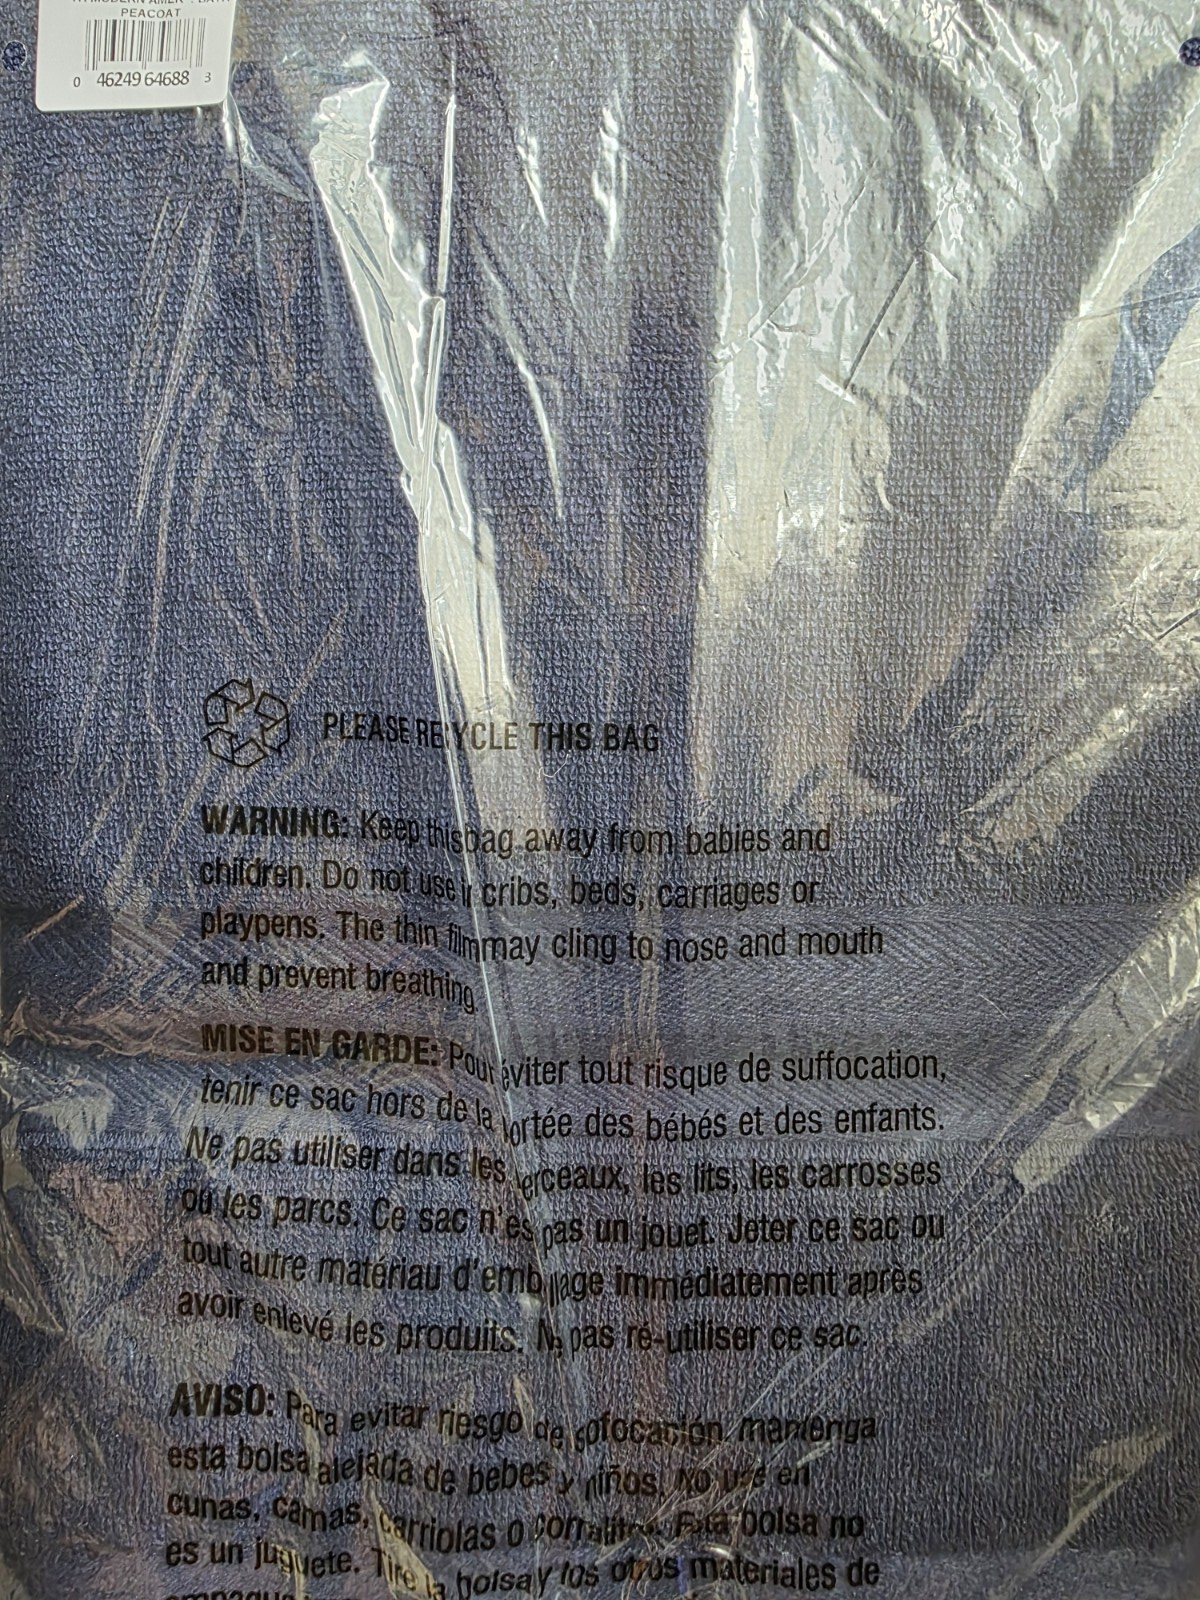 TH MODERN AMER
PEACOAT
0 46249 64688 3
PLEASE RECYCLE THIS BAG
WARNING: Keep this bag away from babies and
children. Do not use in cribs, beds, carriages or
playpens. The thin film may cling to nose and mouth
and prevent breathing.
MISE EN GARDE: Pour éviter tout risque de suffocation,
tenir ce sac hors de la portée des bébés et des enfants.
Ne pas utiliser dans les berceaux, les lits, les carrosses
ou les parcs. Ce sac n'est pas un jouet. Jeter ce sac ou
tout autre matériau d'emballage immédiatement après
avoir enlevé les produits. Ne pas ré-utiliser ce sac.
AVISO: Para evitar riesgo de sofocación, mantenga
esta bolsa alejada de bebes y niños. No use en
cunas, camas, carriolas o corralitos. Esta bolsa no
es un juguete. Tire la bolsa y los otros materiales de